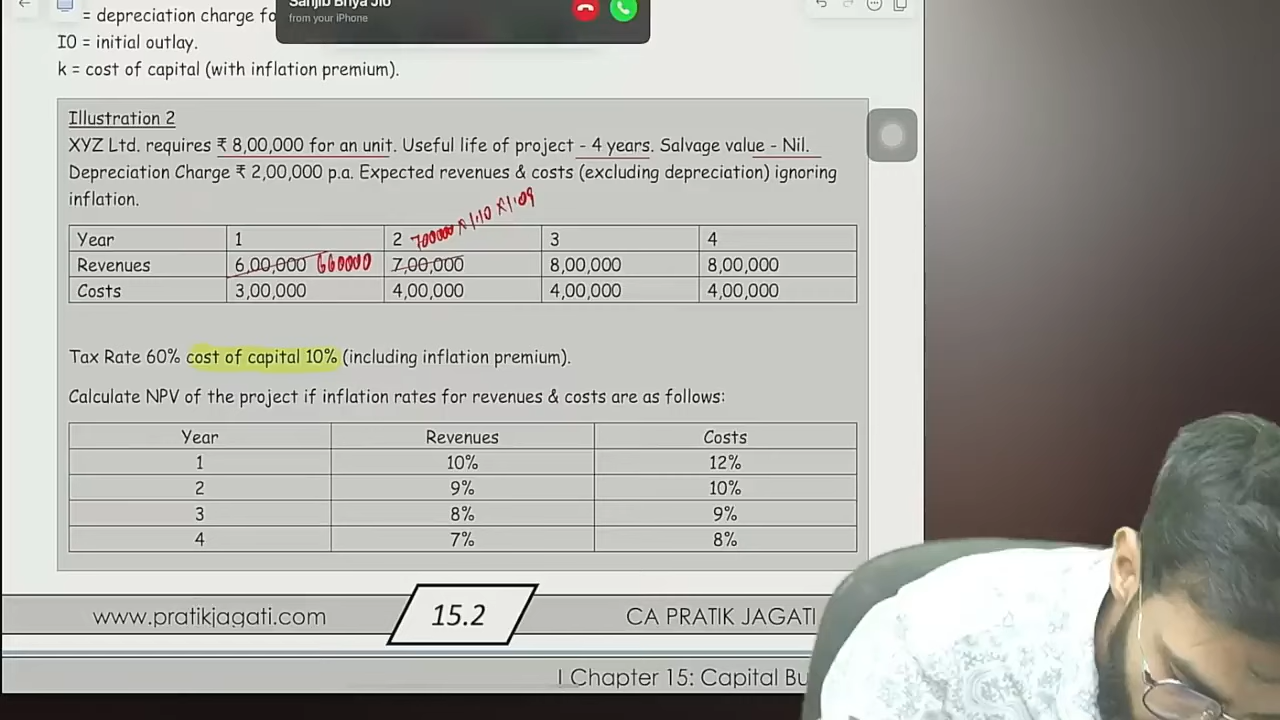 = depreciation charge fo
Sanjib Bhya Jio
from your iPhone
I0 = initial outlay.
k = cost of capital (with inflation premium).
Illustration 2
XYZ Ltd. requires ₹ 8,00,000 for an unit. Useful life of project - 4 years. Salvage value - Nil.
Depreciation Charge ₹ 2,00,000 p.a. Expected revenues & costs (excluding depreciation) ignoring
inflation.
700000 x 1.10 x 1.09
Year 1 2 3 4
Revenues 6,00,000 660000 7,00,000 8,00,000 8,00,000
Costs 3,00,000 4,00,000 4,00,000 4,00,000
Tax Rate 60% cost of capital 10% (including inflation premium).
Calculate NPV of the project if inflation rates for revenues & costs are as follows:
Year Revenues Costs
1 10% 12%
2 9% 10%
3 8% 9%
4 7% 8%
www.pratikjagati.com 15.2 CA PRATIK JAGATI
| Chapter 15: Capital Bu